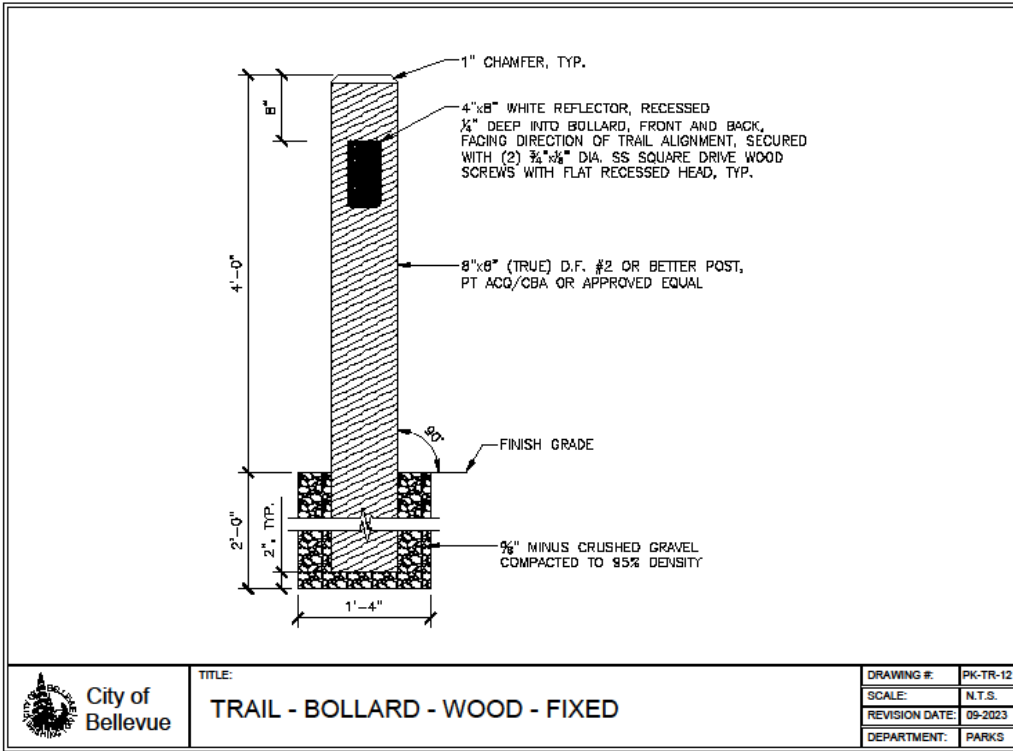 1" CHAMFER, TYP.
8"
4"x8" WHITE REFLECTOR, RECESSED
¼" DEEP INTO BOLLARD, FRONT AND BACK,
FACING DIRECTION OF TRAIL ALIGNMENT, SECURED
WITH (2) ¾"x⅛" DIA. SS SQUARE DRIVE WOOD
SCREWS WITH FLAT RECESSED HEAD, TYP.
4'-0"
8"x8" (TRUE) D.F. #2 OR BETTER POST,
PT ACQ/CBA OR APPROVED EQUAL
90°
FINISH GRADE
2'-0"
2", TYP.
⅝" MINUS CRUSHED GRAVEL
COMPACTED TO 95% DENSITY
1'-4"
City of
Bellevue
TITLE:
TRAIL - BOLLARD - WOOD - FIXED
DRAWING #: PK-TR-12
SCALE: N.T.S.
REVISION DATE: 09-2023
DEPARTMENT: PARKS